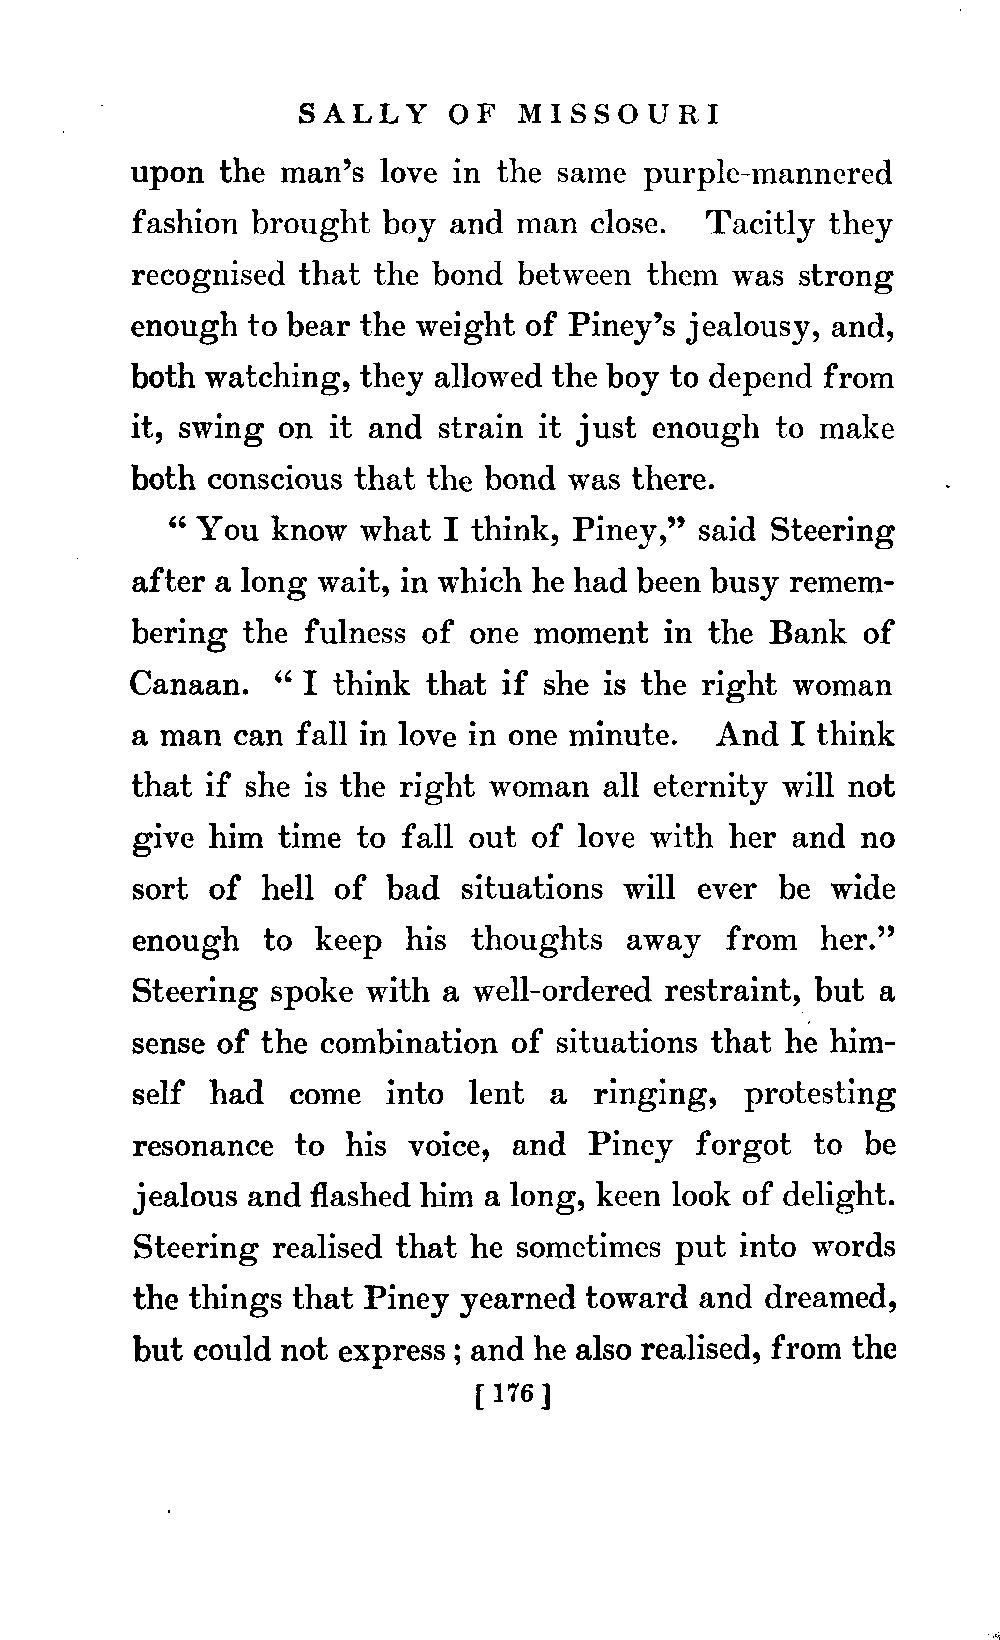 SALLY OF MISSOURI
upon the man's love in the same purple-mannered
fashion brought boy and man close. Tacitly they
recognised that the bond between them was strong
enough to bear the weight of Piney's jealousy, and,
both watching, they allowed the boy to depend from
it, swing on it and strain it just enough to make
both conscious that the bond was there.
"You know what I think, Piney," said Steering
after a long wait, in which he had been busy remem-
bering the fulness of one moment in the Bank of
Canaan. "I think that if she is the right woman
a man can fall in love in one minute. And I think
that if she is the right woman all eternity will not
give him time to fall out of love with her and no
sort of hell of bad situations will ever be wide
enough to keep his thoughts away from her."
Steering spoke with a well-ordered restraint, but a
sense of the combination of situations that he him-
self had come into lent a ringing, protesting
resonance to his voice, and Piney forgot to be
jealous and flashed him a long, keen look of delight.
Steering realised that he sometimes put into words
the things that Piney yearned toward and dreamed,
but could not express; and he also realised, from the
[176]